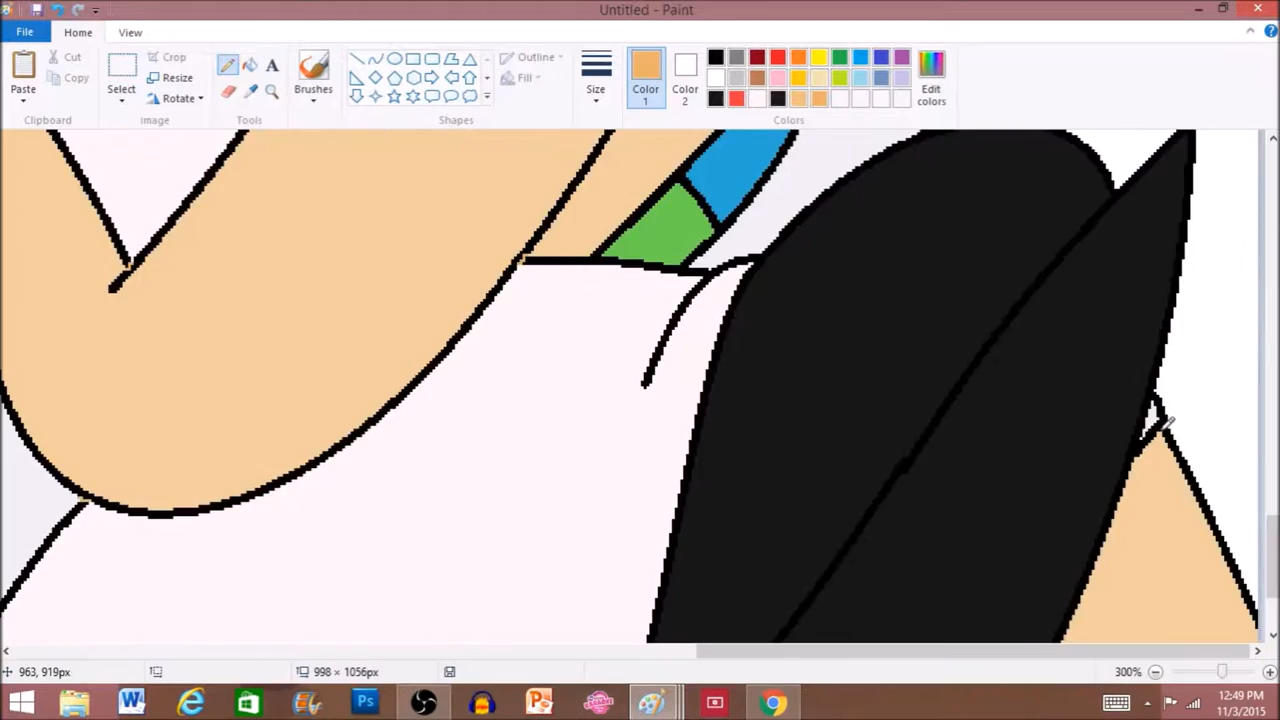 Untitled - Paint
File
Home
View
Paste
Cut
Copy
Clipboard
Select
Crop
Resize
Rotate
Image
A
Tools
Brushes
Outline
Fill
Shapes
Size
Color 1
Color 2
Edit colors
Colors
963, 919px
998 × 1056px
300%
Ps
12:49 PM
11/3/2015